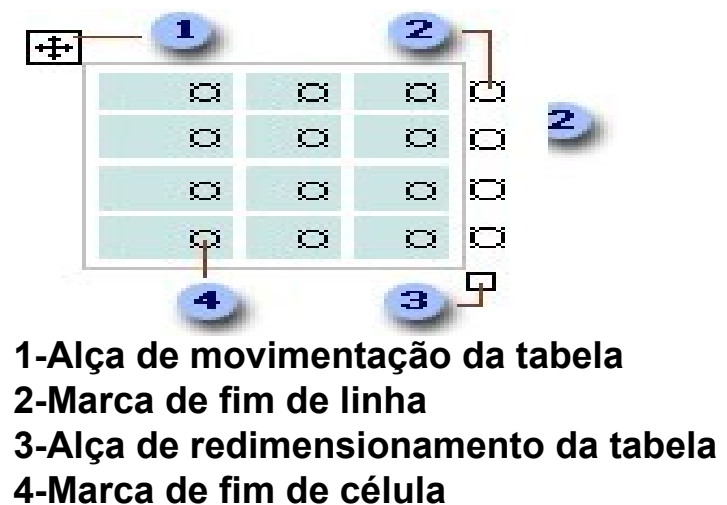 1 2
2
4 3
1-Alça de movimentação da tabela
2-Marca de fim de linha
3-Alça de redimensionamento da tabela
4-Marca de fim de célula